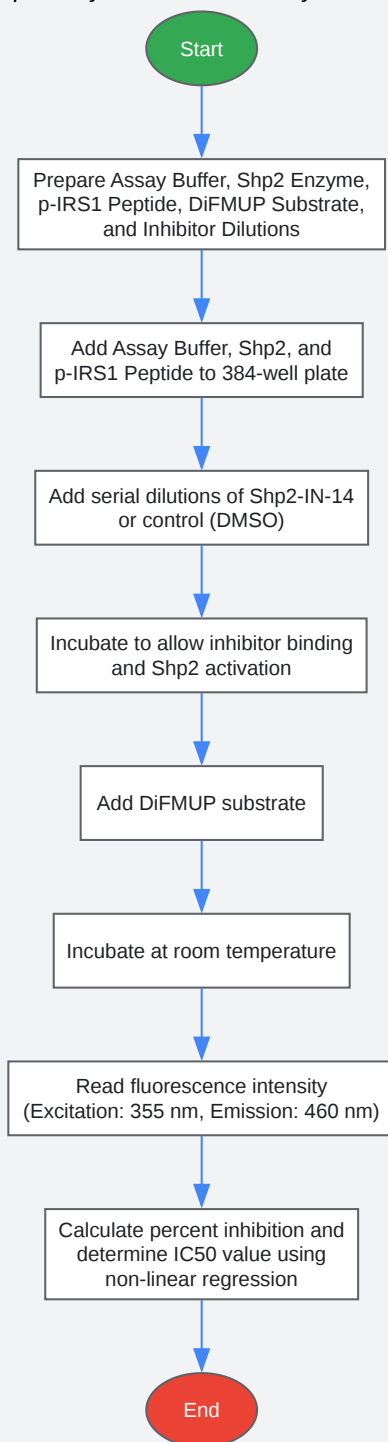 Start
Prepare Assay Buffer, Shp2 Enzyme,
p-IRS1 Peptide, DiFMUP Substrate,
and Inhibitor Dilutions
Add Assay Buffer, Shp2, and
p-IRS1 Peptide to 384-well plate
Add serial dilutions of Shp2-IN-14
or control (DMSO)
Incubate to allow inhibitor binding
and Shp2 activation
Add DiFMUP substrate
Incubate at room temperature
Read fluorescence intensity
(Excitation: 355 nm, Emission: 460 nm)
Calculate percent inhibition and
determine IC50 value using
non-linear regression
End